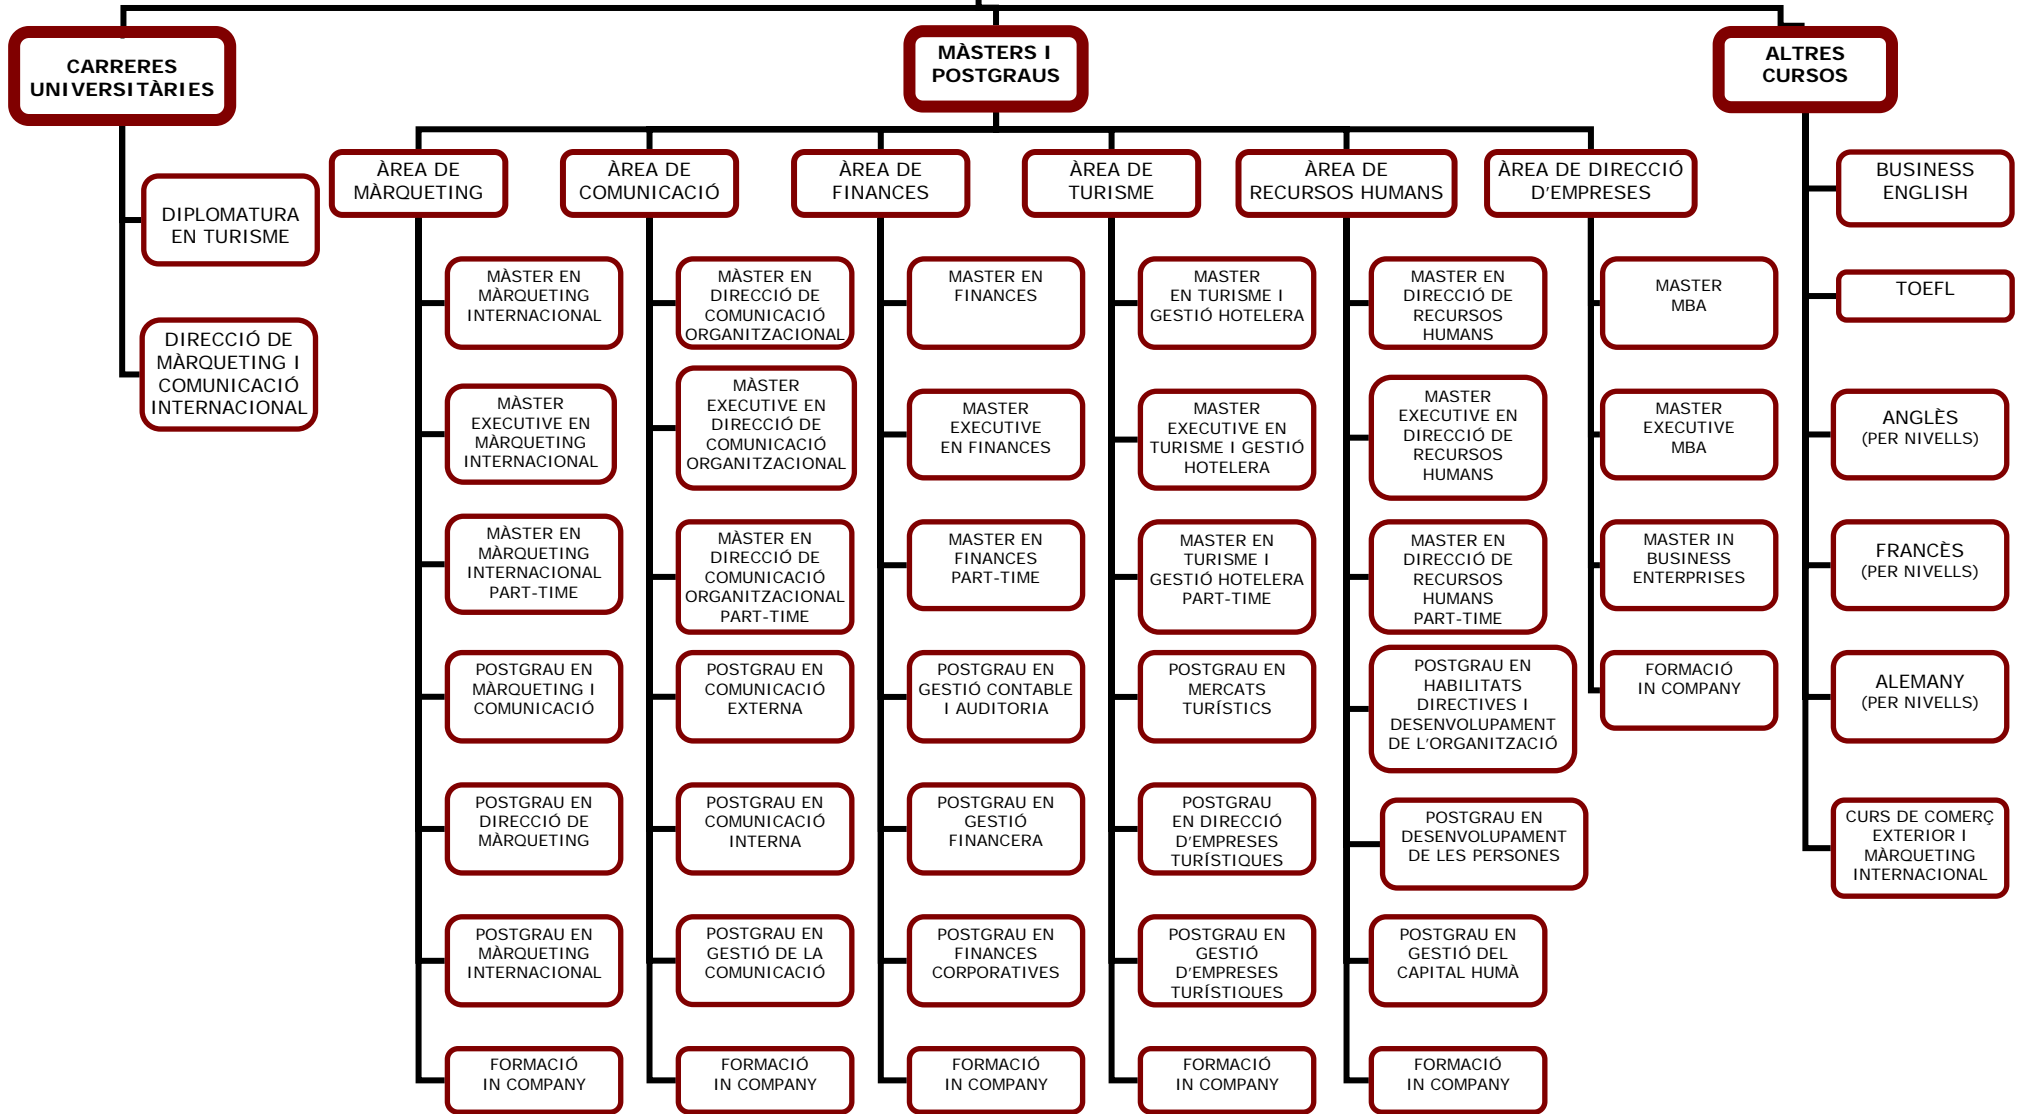 CARRERES
UNIVERSITÀRIES
MÀSTERS I
POSTGRAUS
ALTRES
CURSOS
DIPLOMATURA
EN TURISME
DIRECCIÓ DE
MÀRQUETING I
COMUNICACIÓ
INTERNACIONAL
ÀREA DE
MÀRQUETING
MÀSTER EN
MÀRQUETING
INTERNACIONAL
MÀSTER
EXECUTIVE EN
MÀRQUETING
INTERNACIONAL
MÀSTER EN
MÀRQUETING
INTERNACIONAL
PART-TIME
POSTGRAU EN
MÀRQUETING I
COMUNICACIÓ
POSTGRAU EN
DIRECCIÓ DE
MÀRQUETING
POSTGRAU EN
MÀRQUETING
INTERNACIONAL
FORMACIÓ
IN COMPANY
ÀREA DE
COMUNICACIÓ
MÀSTER EN
DIRECCIÓ DE
COMUNICACIÓ
ORGANITZACIONAL
MÀSTER
EXECUTIVE EN
DIRECCIÓ DE
COMUNICACIÓ
ORGANITZACIONAL
MÀSTER EN
DIRECCIÓ DE
COMUNICACIÓ
ORGANITZACIONAL
PART-TIME
POSTGRAU EN
COMUNICACIÓ
EXTERNA
POSTGRAU EN
COMUNICACIÓ
INTERNA
POSTGRAU EN
GESTIÓ DE LA
COMUNICACIÓ
FORMACIÓ
IN COMPANY
ÀREA DE
FINANCES
MASTER EN
FINANCES
MASTER
EXECUTIVE
EN FINANCES
MASTER EN
FINANCES
PART-TIME
POSTGRAU EN
GESTIÓ CONTABLE
I AUDITORIA
POSTGRAU EN
GESTIÓ
FINANCERA
POSTGRAU EN
FINANCES
CORPORATIVES
FORMACIÓ
IN COMPANY
ÀREA DE
TURISME
MASTER
EN TURISME I
GESTIÓ HOTELERA
MASTER
EXECUTIVE EN
TURISME I GESTIÓ
HOTELERA
MASTER EN
TURISME I
GESTIÓ HOTELERA
PART-TIME
POSTGRAU EN
MERCATS
TURÍSTICS
POSTGRAU
EN DIRECCIÓ
D'EMPRESES
TURÍSTIQUES
POSTGRAU EN
GESTIÓ
D'EMPRESES
TURÍSTIQUES
FORMACIÓ
IN COMPANY
ÀREA DE
RECURSOS HUMANS
MASTER EN
DIRECCIÓ DE
RECURSOS
HUMANS
MASTER
EXECUTIVE EN
DIRECCIÓ DE
RECURSOS
HUMANS
MASTER EN
DIRECCIÓ DE
RECURSOS
HUMANS
PART-TIME
POSTGRAU EN
HABILITATS
DIRECTIVES I
DESENVOLUPAMENT
DE L'ORGANITZACIÓ
POSTGRAU EN
DESENVOLUPAMENT
DE LES PERSONES
POSTGRAU EN
GESTIÓ DEL
CAPITAL HUMÀ
FORMACIÓ
IN COMPANY
ÀREA DE DIRECCIÓ
D'EMPRESES
MASTER
MBA
MASTER
EXECUTIVE
MBA
MASTER IN
BUSINESS
ENTERPRISES
FORMACIÓ
IN COMPANY
BUSINESS
ENGLISH
TOEFL
ANGLÈS
(PER NIVELLS)
FRANCÈS
(PER NIVELLS)
ALEMANY
(PER NIVELLS)
CURS DE COMERÇ
EXTERIOR I
MÀRQUETING
INTERNACIONAL